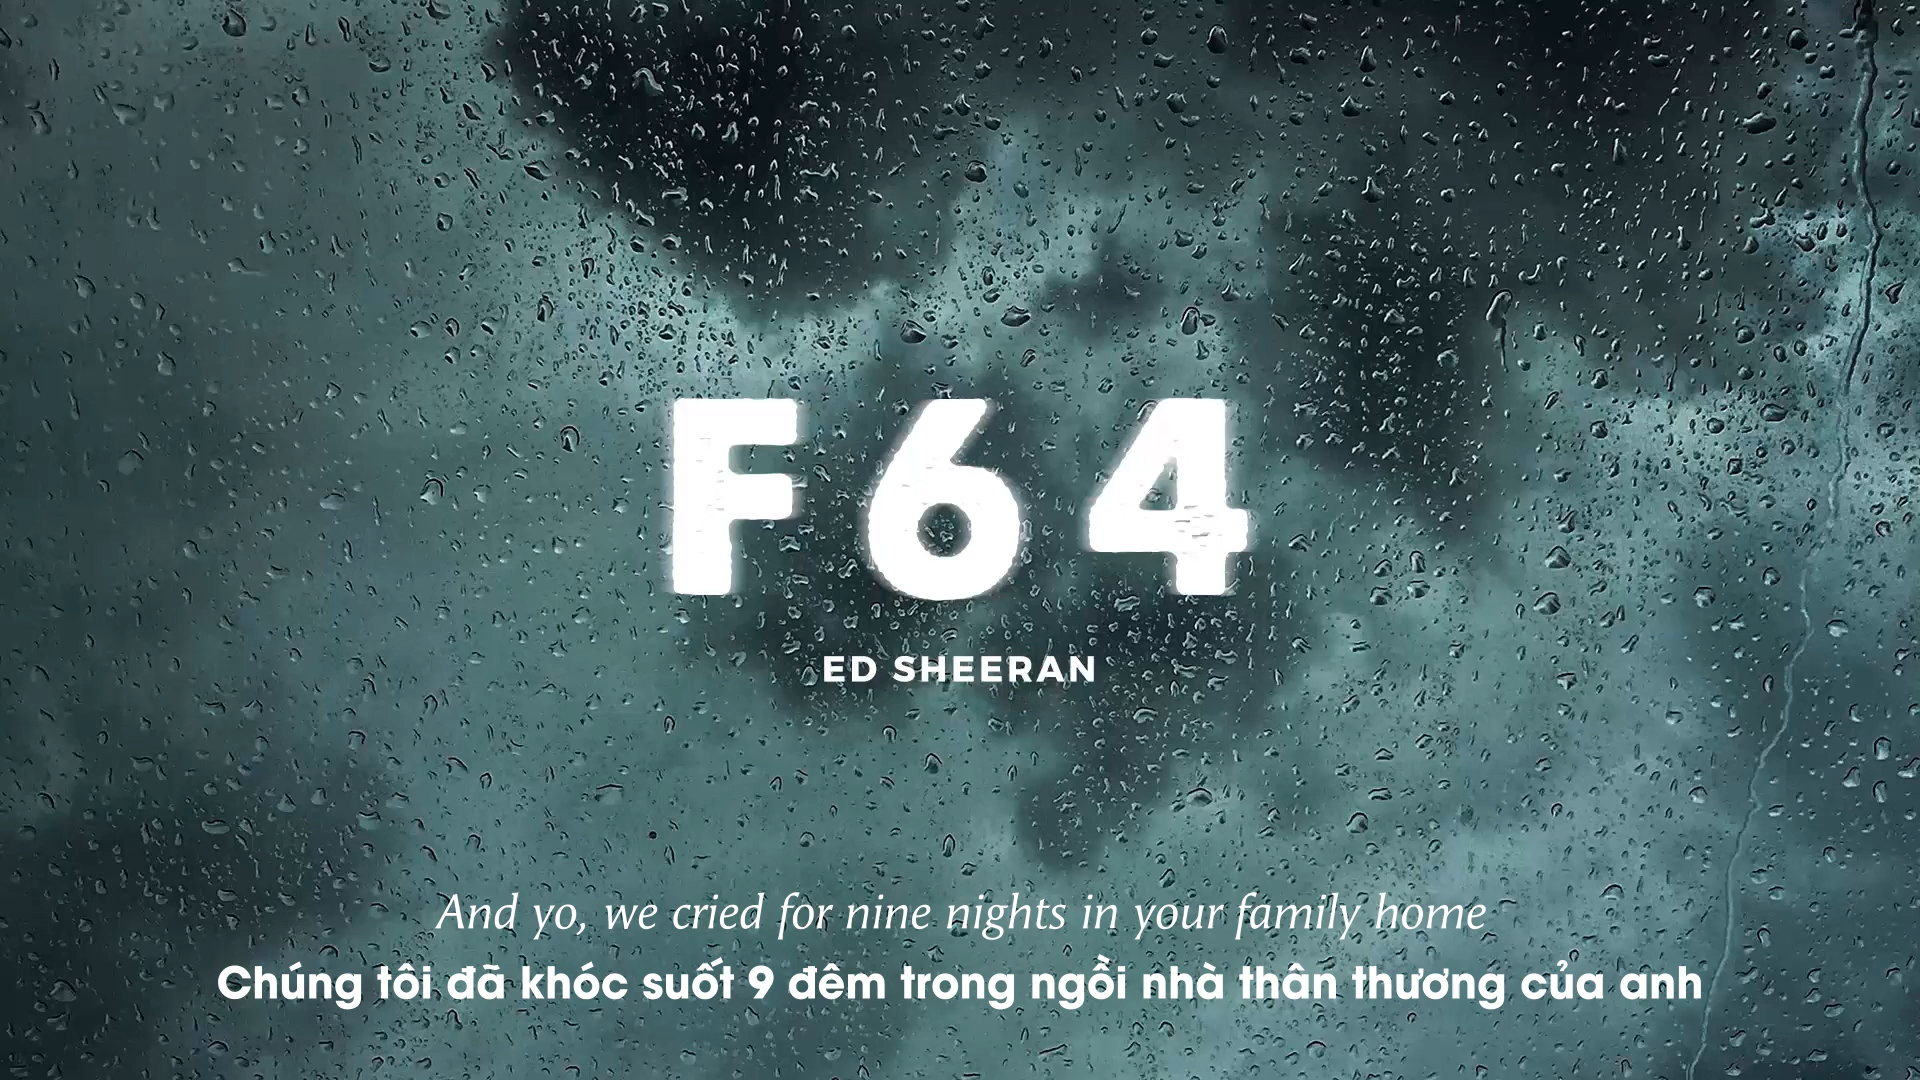 F64
ED SHEERAN
And yo, we cried for nine nights in your family home
Chúng tôi đã khóc suốt 9 đêm trong ngồi nhà thân thương của anh